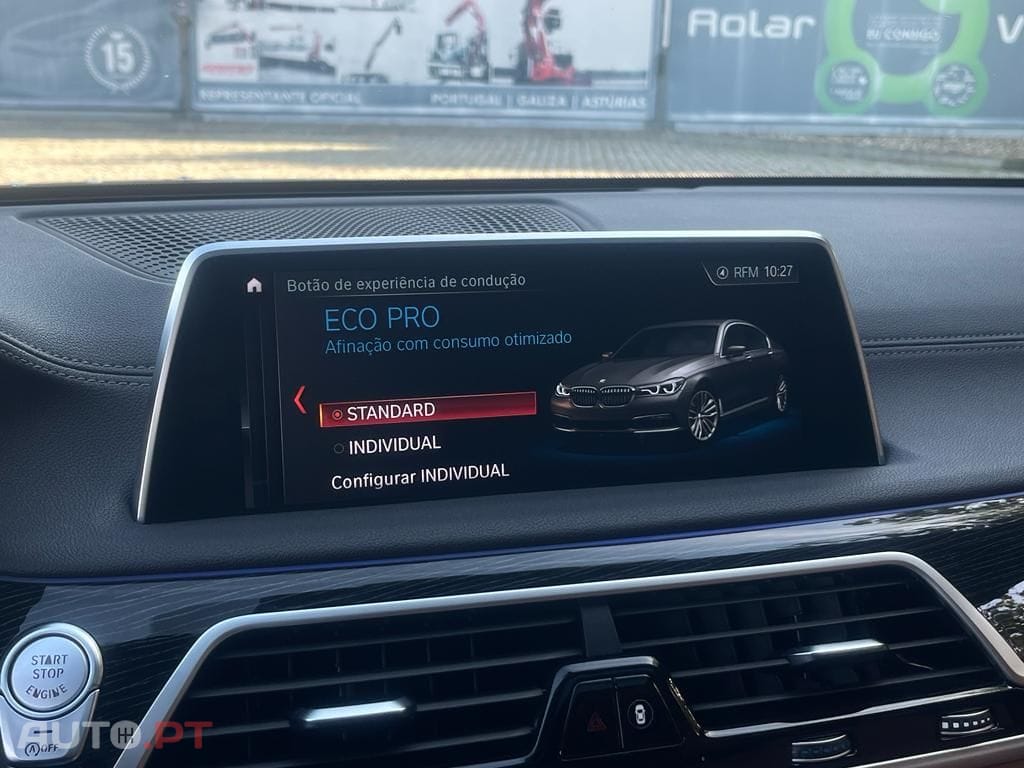 15
REPRESENTANTE OFICIAL
PORTUGAL | GALIZA | ASTÚRIAS
Rolar
Botão de experiência de condução
RFM 10:27
ECO PRO
Afinação com consumo otimizado
STANDARD
INDIVIDUAL
Configurar INDIVIDUAL
START
STOP
ENGINE
OFF
AUTO.PT